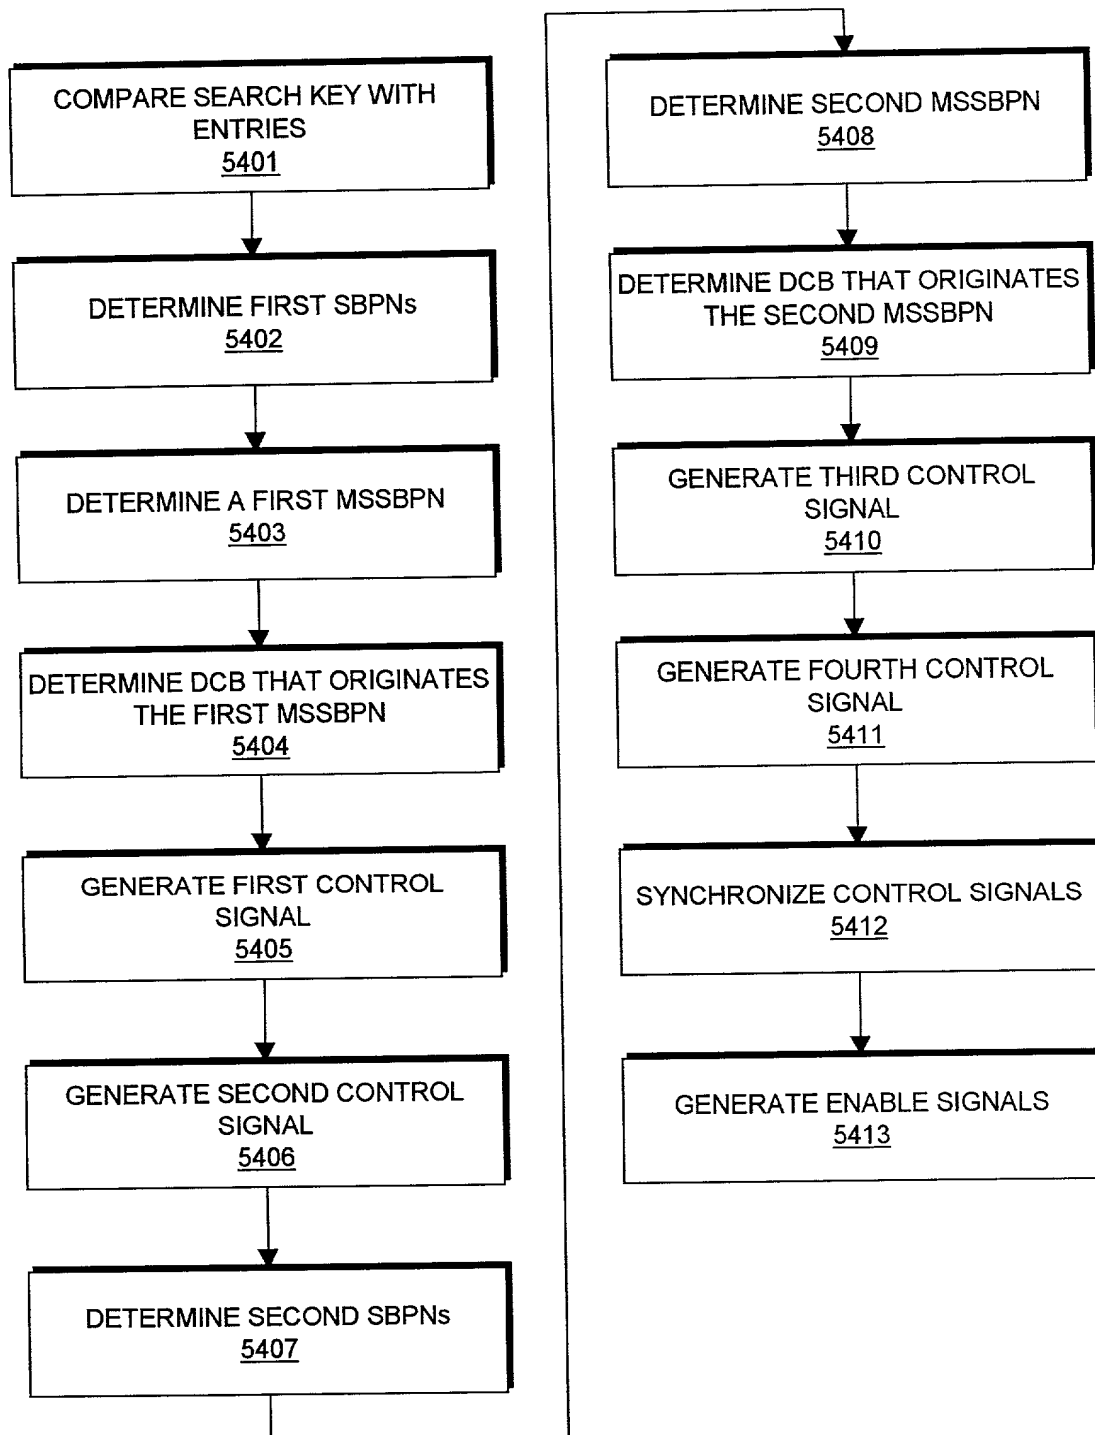 COMPARE SEARCH KEY WITH
ENTRIES
5401
DETERMINE FIRST SBPNs
5402
DETERMINE A FIRST MSSBPN
5403
DETERMINE DCB THAT ORIGINATES
THE FIRST MSSBPN
5404
GENERATE FIRST CONTROL
SIGNAL
5405
GENERATE SECOND CONTROL
SIGNAL
5406
DETERMINE SECOND SBPNs
5407
DETERMINE SECOND MSSBPN
5408
DETERMINE DCB THAT ORIGINATES
THE SECOND MSSBPN
5409
GENERATE THIRD CONTROL
SIGNAL
5410
GENERATE FOURTH CONTROL
SIGNAL
5411
SYNCHRONIZE CONTROL SIGNALS
5412
GENERATE ENABLE SIGNALS
5413